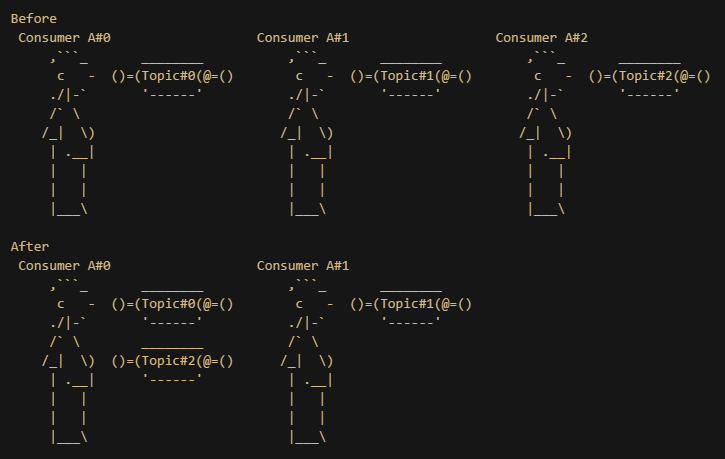 Before
Consumer A#0 Consumer A#1 Consumer A#2
Topic#0 Topic#1 Topic#2
After
Consumer A#0 Consumer A#1
Topic#0 Topic#1
Topic#2